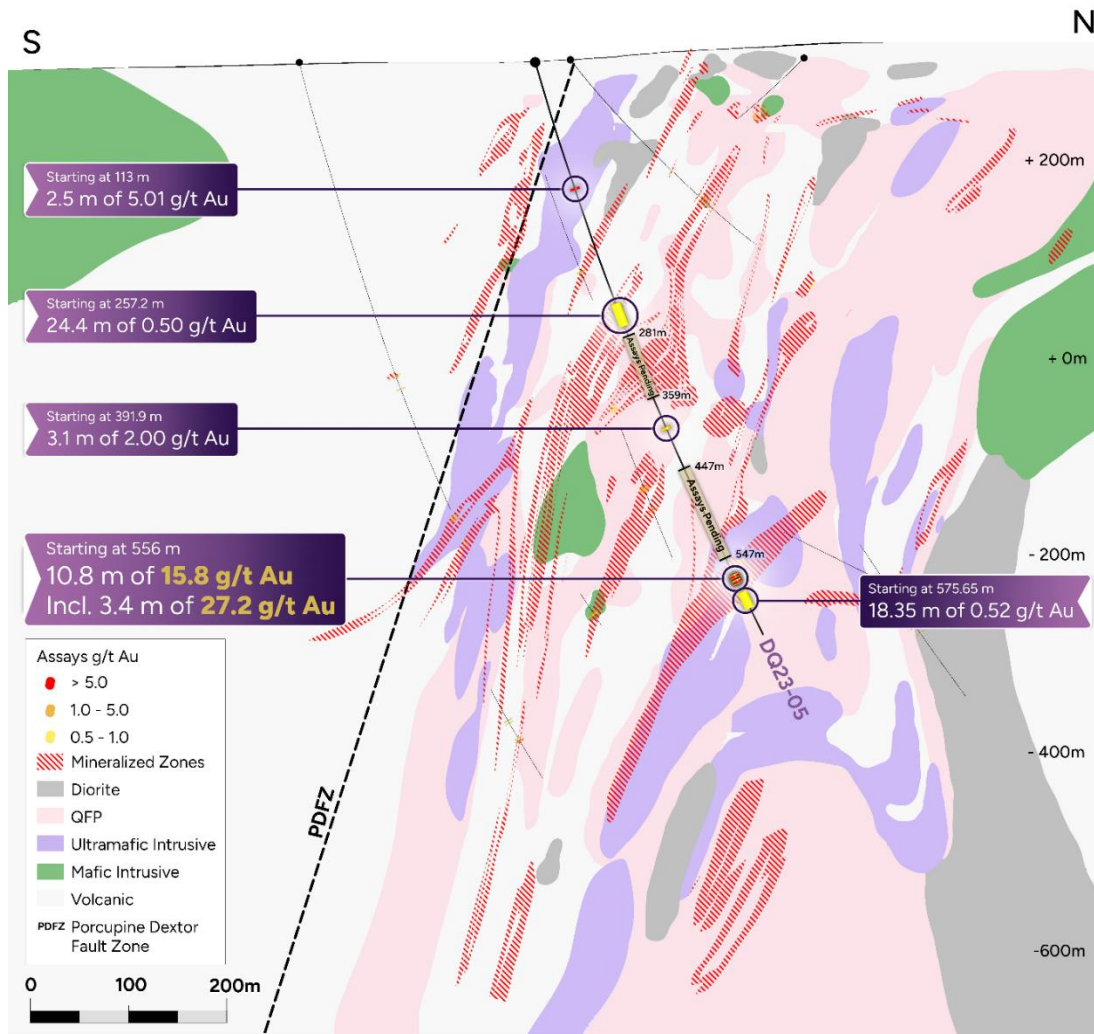 S
N
Starting at 113 m
2.5 m of 5.01 g/t Au
+ 200m
Starting at 257.2 m
24.4 m of 0.50 g/t Au
281m
Assays Pending
359m
+ 0m
Starting at 391.9 m
3.1 m of 2.00 g/t Au
447m
Assays Pending
547m
- 200m
Starting at 556 m
10.8 m of 15.8 g/t Au
Incl. 3.4 m of 27.2 g/t Au
Starting at 575.65 m
18.35 m of 0.52 g/t Au
DQ23-05
- 400m
PDFZ
-600m
Assays g/t Au
> 5.0
1.0 - 5.0
0.5 - 1.0
Mineralized Zones
Diorite
QFP
Ultramafic Intrusive
Mafic Intrusive
Volcanic
PDFZ Porcupine Dextor
Fault Zone
0 100 200m